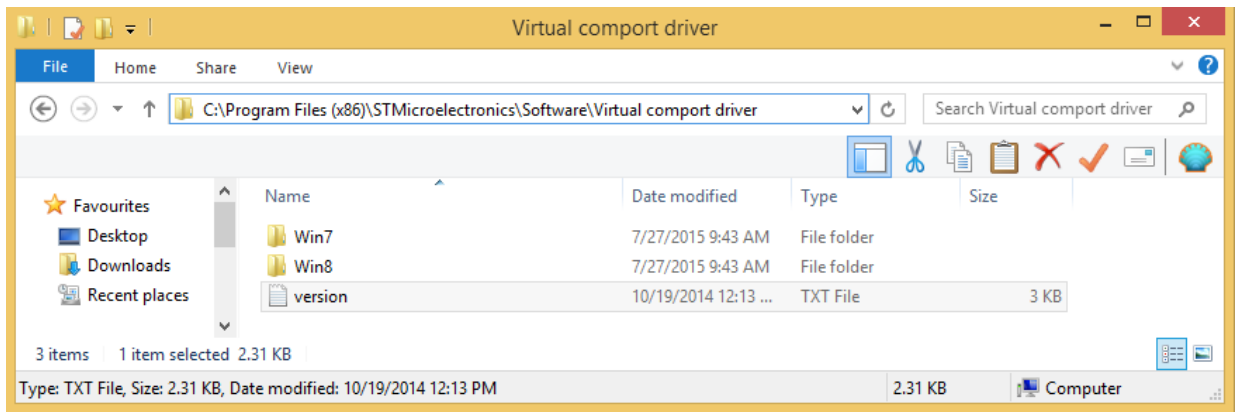 Virtual comport driver
File Home Share View
C:\Program Files (x86)\STMicroelectronics\Software\Virtual comport driver Search Virtual comport driver
Favourites
Desktop
Downloads
Recent places
Name Date modified Type Size
Win7 7/27/2015 9:43 AM File folder
Win8 7/27/2015 9:43 AM File folder
version 10/19/2014 12:13 ... TXT File 3 KB
3 items 1 item selected 2.31 KB
Type: TXT File, Size: 2.31 KB, Date modified: 10/19/2014 12:13 PM 2.31 KB Computer